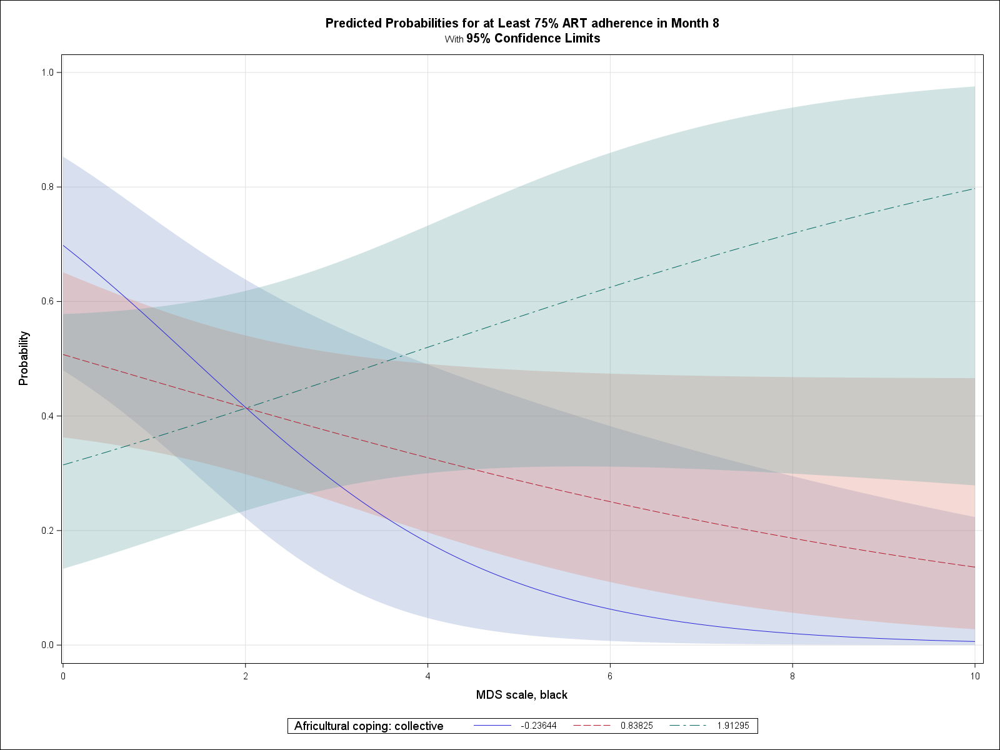 Predicted Probabilities for at Least 75% ART adherence in Month 8
With 95% Confidence Limits
1.0
0.8
0.6
0.4
0.2
0.0
Probability
0 2 4 6 8 10
MDS scale, black
Africultural coping: collective -0.23644 0.83825 1.91295